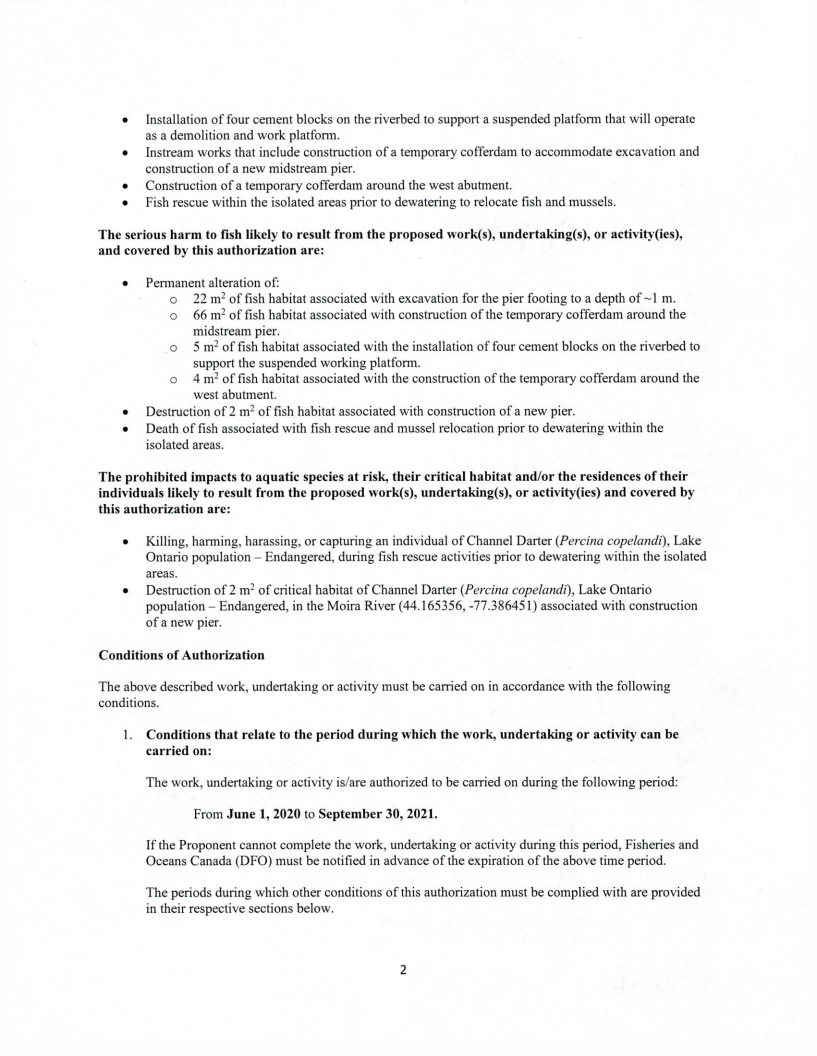 • Installation of four cement blocks on the riverbed to support a suspended platform that will operate
as a demolition and work platform.
• Instream works that include construction of a temporary cofferdam to accommodate excavation and
construction of a new midstream pier.
• Construction of a temporary cofferdam around the west abutment.
• Fish rescue within the isolated areas prior to dewatering to relocate fish and mussels.
The serious harm to fish likely to result from the proposed work(s), undertaking(s), or activity(ies),
and covered by this authorization are:
• Permanent alteration of:
o 22 m² of fish habitat associated with excavation for the pier footing to a depth of ~1 m.
o 66 m² of fish habitat associated with construction of the temporary cofferdam around the
midstream pier.
o 5 m² of fish habitat associated with the installation of four cement blocks on the riverbed to
support the suspended working platform.
o 4 m² of fish habitat associated with the construction of the temporary cofferdam around the
west abutment.
• Destruction of 2 m² of fish habitat associated with construction of a new pier.
• Death of fish associated with fish rescue and mussel relocation prior to dewatering within the
isolated areas.
The prohibited impacts to aquatic species at risk, their critical habitat and/or the residences of their
individuals likely to result from the proposed work(s), undertaking(s), or activity(ies) and covered by
this authorization are:
• Killing, harming, harassing, or capturing an individual of Channel Darter (Percina copelandi), Lake
Ontario population – Endangered, during fish rescue activities prior to dewatering within the isolated
areas.
• Destruction of 2 m² of critical habitat of Channel Darter (Percina copelandi), Lake Ontario
population – Endangered, in the Moira River (44.165356, -77.386451) associated with construction
of a new pier.
Conditions of Authorization
The above described work, undertaking or activity must be carried on in accordance with the following
conditions.
1. Conditions that relate to the period during which the work, undertaking or activity can be
carried on:
The work, undertaking or activity is/are authorized to be carried on during the following period:
From June 1, 2020 to September 30, 2021.
If the Proponent cannot complete the work, undertaking or activity during this period, Fisheries and
Oceans Canada (DFO) must be notified in advance of the expiration of the above time period.
The periods during which other conditions of this authorization must be complied with are provided
in their respective sections below.
2